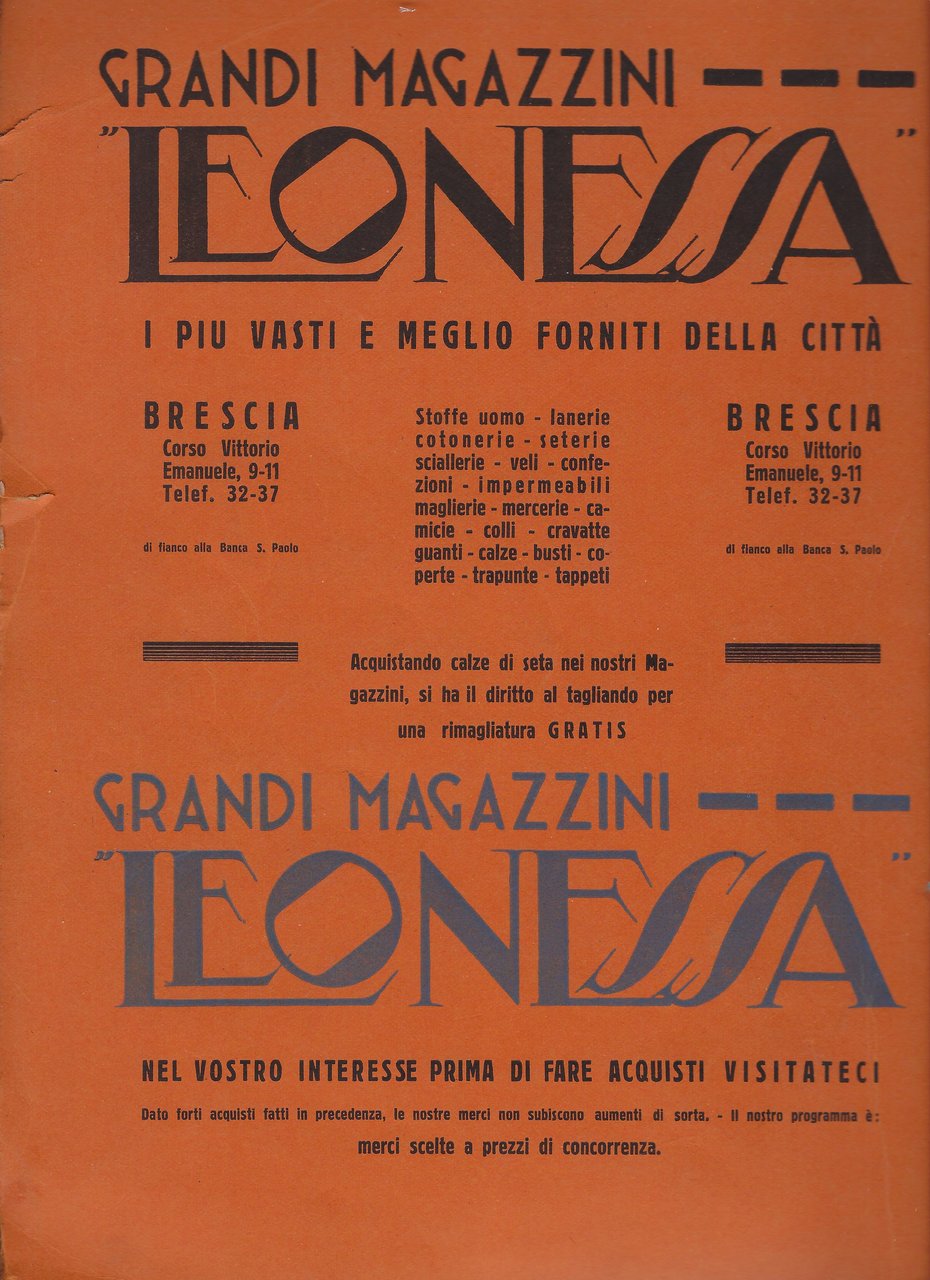 GRANDI MAGAZZINI ---
"LEONESSA"
I PIU VASTI E MEGLIO FORNITI DELLA CITTÀ
BRESCIA
Corso Vittorio
Emanuele, 9-11
Telef. 32-37
di fianco alla Banca S. Paolo
Stoffe uomo - lanerie
cotonerie - seterie
sciallerie - veli - confe-
zioni - impermeabili
maglierie - mercerie - ca-
micie - colli - cravatte
guanti - calze - busti - co-
perte - trapunte - tappeti
BRESCIA
Corso Vittorio
Emanuele, 9-11
Telef. 32-37
di fianco alla Banca S. Paolo
Acquistando calze di seta nei nostri Ma-
gazzini, si ha il diritto al tagliando per
una rimagliatura GRATIS
GRANDI MAGAZZINI ---
"LEONESSA"
NEL VOSTRO INTERESSE PRIMA DI FARE ACQUISTI VISITATECI
Dato forti acquisti fatti in precedenza, le nostre merci non subiscono aumenti di sorta. - Il nostro programma è:
merci scelte a prezzi di concorrenza.